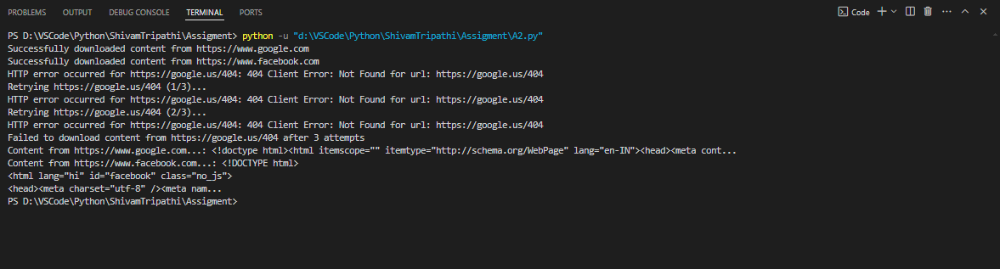 PROBLEMS OUTPUT DEBUG CONSOLE TERMINAL PORTS Code
PS D:\VSCode\Python\ShivamTripathi\Assigment> python -u "d:\VSCode\Python\ShivamTripathi\Assigment\A2.py"
Successfully downloaded content from https://www.google.com
Successfully downloaded content from https://www.facebook.com
HTTP error occurred for https://google.us/404: 404 Client Error: Not Found for url: https://google.us/404
Retrying https://google.us/404 (1/3)...
HTTP error occurred for https://google.us/404: 404 Client Error: Not Found for url: https://google.us/404
Retrying https://google.us/404 (2/3)...
HTTP error occurred for https://google.us/404: 404 Client Error: Not Found for url: https://google.us/404
Failed to download content from https://google.us/404 after 3 attempts
Content from https://www.google.com...: <!doctype html><html itemscope="" itemtype="http://schema.org/WebPage" lang="en-IN"><head><meta cont...
Content from https://www.facebook.com...: <!DOCTYPE html>
<html lang="hi" id="facebook" class="no_js">
<head><meta charset="utf-8" /><meta nam...
PS D:\VSCode\Python\ShivamTripathi\Assigment>